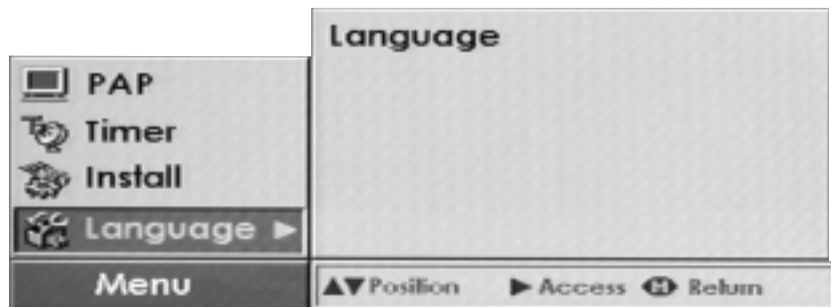 Language
PAP
Timer
Install
Language ▶
Menu
▲▼ Position ▶ Access Ⓜ Return